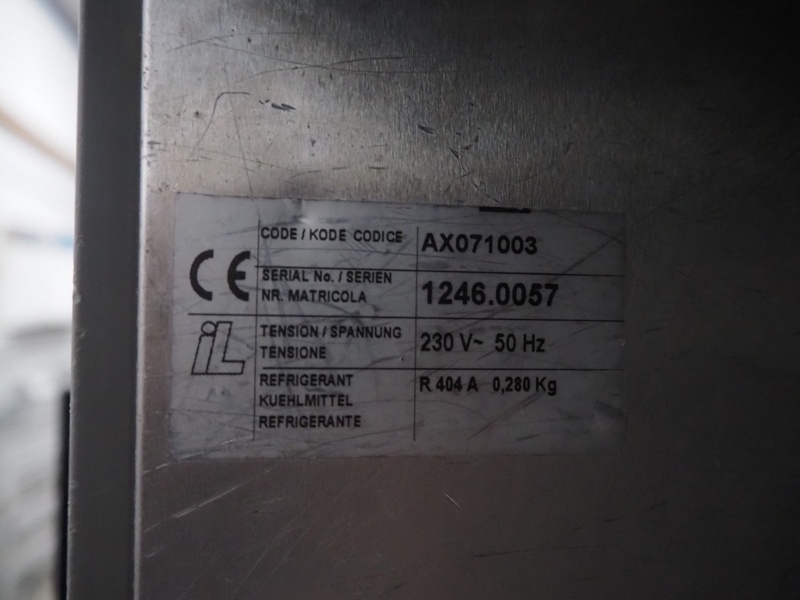 CE
CODE / KODE CODICE AX071003
SERIAL No. / SERIEN
NR. MATRICOLA 1246.0057
iL
TENSION / SPANNUNG
TENSIONE 230 V~ 50 Hz
REFRIGERANT R 404 A 0,280 Kg
KUEHLMITTEL
REFRIGERANTE